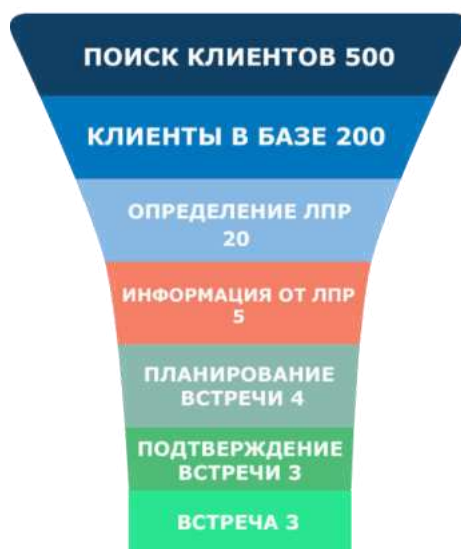 ПОИСК КЛИЕНТОВ 500
КЛИЕНТЫ В БАЗЕ 200
ОПРЕДЕЛЕНИЕ ЛПР
20
ИНФОРМАЦИЯ ОТ ЛПР
5
ПЛАНИРОВАНИЕ
ВСТРЕЧИ 4
ПОДТВЕРЖДЕНИЕ
ВСТРЕЧИ 3
ВСТРЕЧА 3